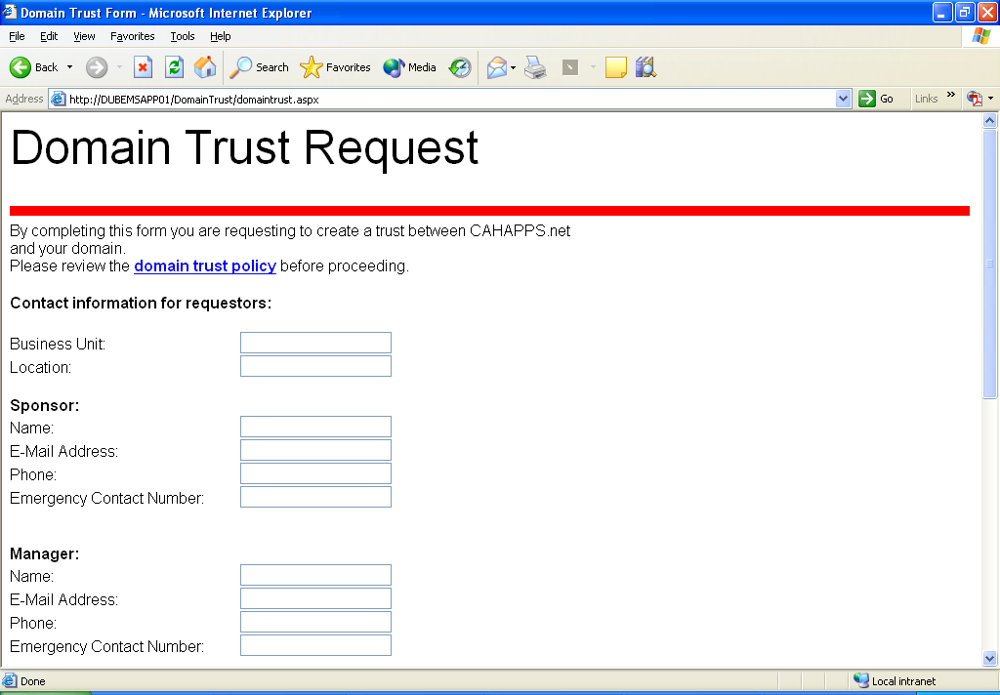 Domain Trust Form - Microsoft Internet Explorer
File Edit View Favorites Tools Help
Back Search Favorites Media
Address http://DUBEMSAPP01/DomainTrust/domaintrust.aspx Go Links »
Domain Trust Request
By completing this form you are requesting to create a trust between CAHAPPS.net
and your domain.
Please review the domain trust policy before proceeding.
Contact information for requestors:
Business Unit:
Location:
Sponsor:
Name:
E-Mail Address:
Phone:
Emergency Contact Number:
Manager:
Name:
E-Mail Address:
Phone:
Emergency Contact Number:
Done Local intranet